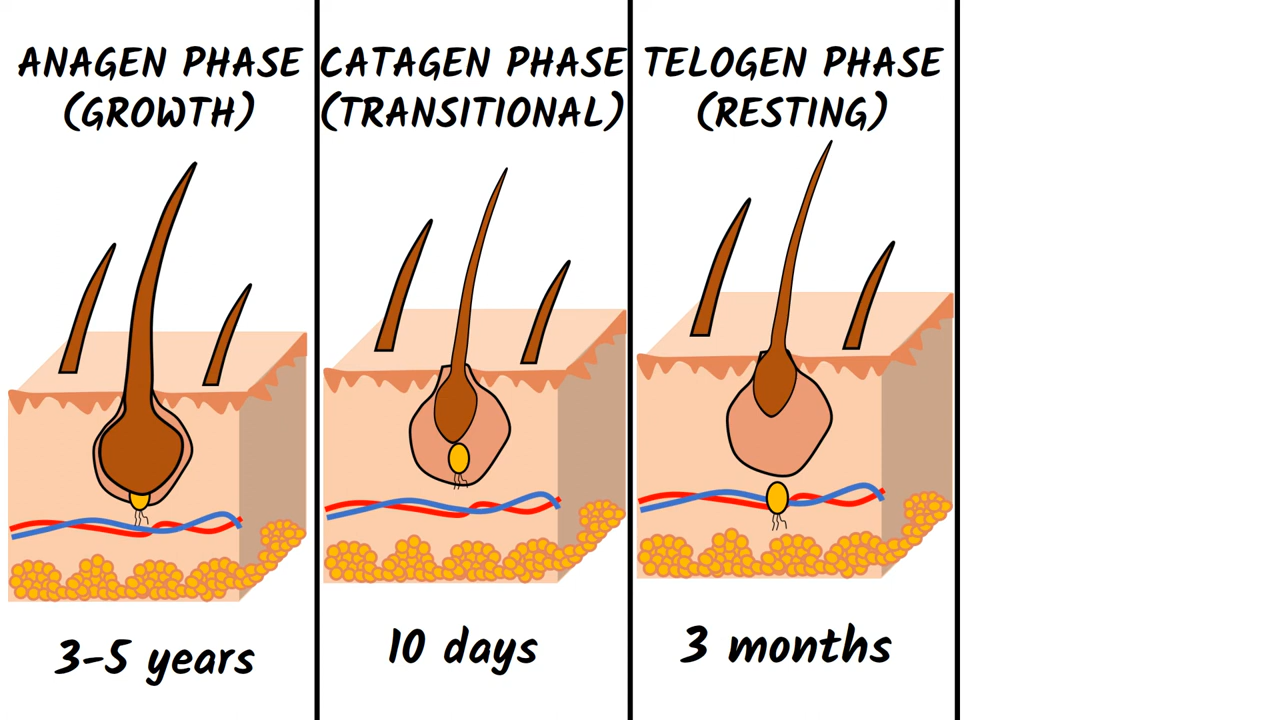 ANAGEN PHASE
(GROWTH)
3-5 years
CATAGEN PHASE
(TRANSITIONAL)
10 days
TELOGEN PHASE
(RESTING)
3 months